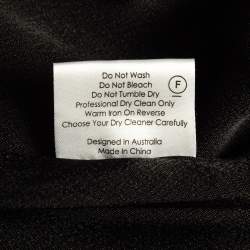 Do Not Wash
Do Not Bleach
Do Not Tumble Dry
Professional Dry Clean Only
Warm Iron On Reverse
Choose Your Dry Cleaner Carefully
F
Designed in Australia
Made in China